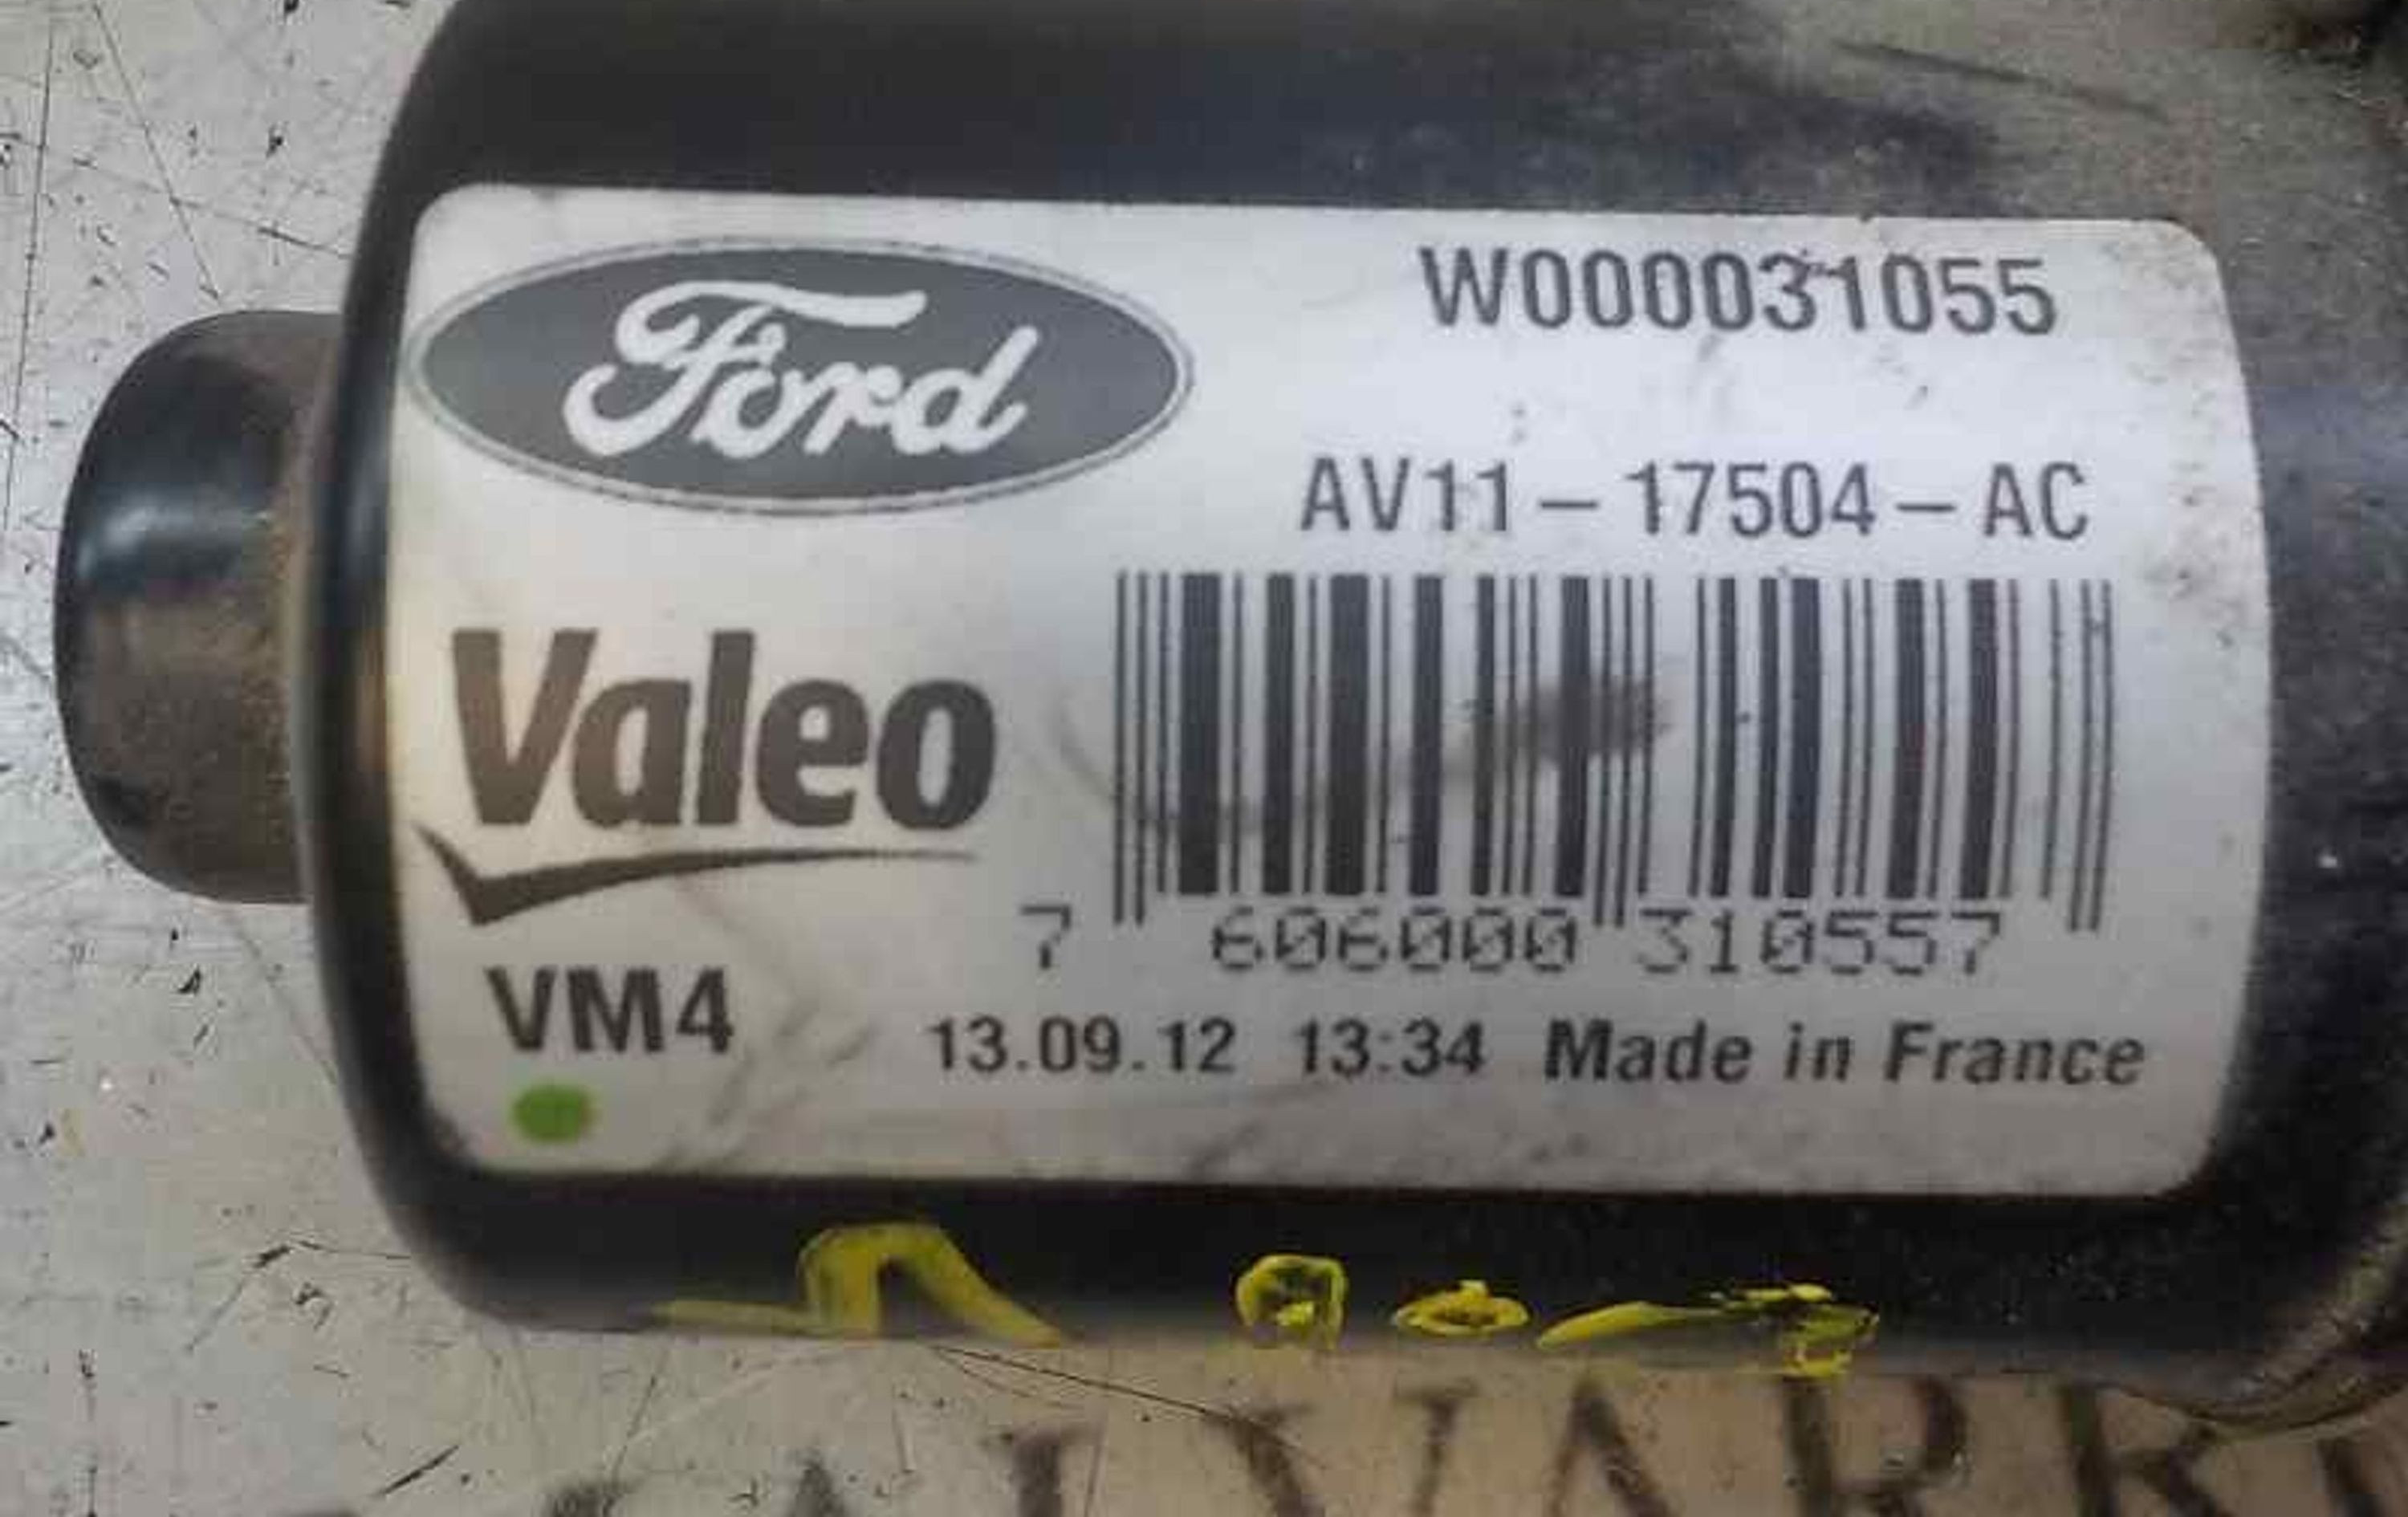 Ford
W000031055
AV11-17504-AC
Valeo
7 606000 310557
VM4
13.09.12 13:34 Made in France